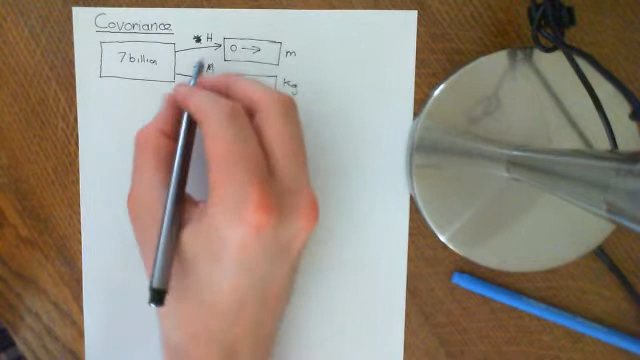 Covariance
H
7 billion
0 → m
M
kg